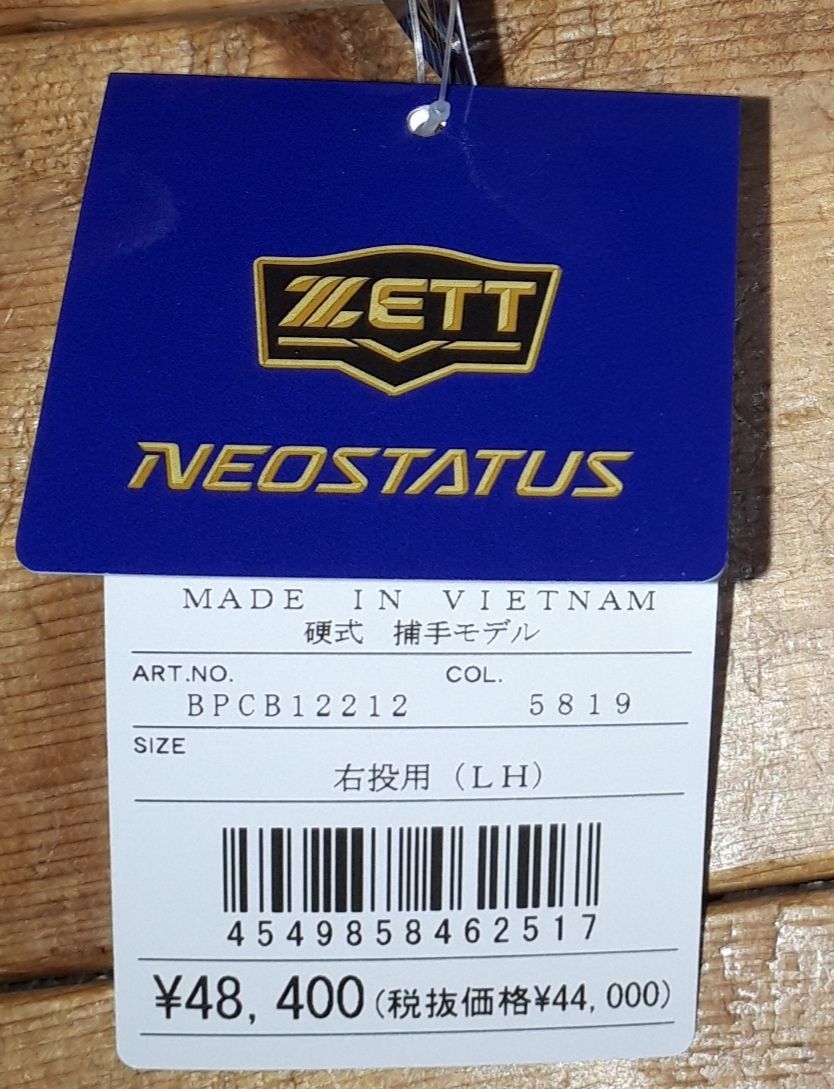 ZETT
NEOSTATUS
MADE IN VIETNAM
硬式 捕手モデル
ART.NO. COL.
BPCB12212 5819
SIZE
右投用（LH）
4549858462517
¥48,400(税抜価格¥44,000)